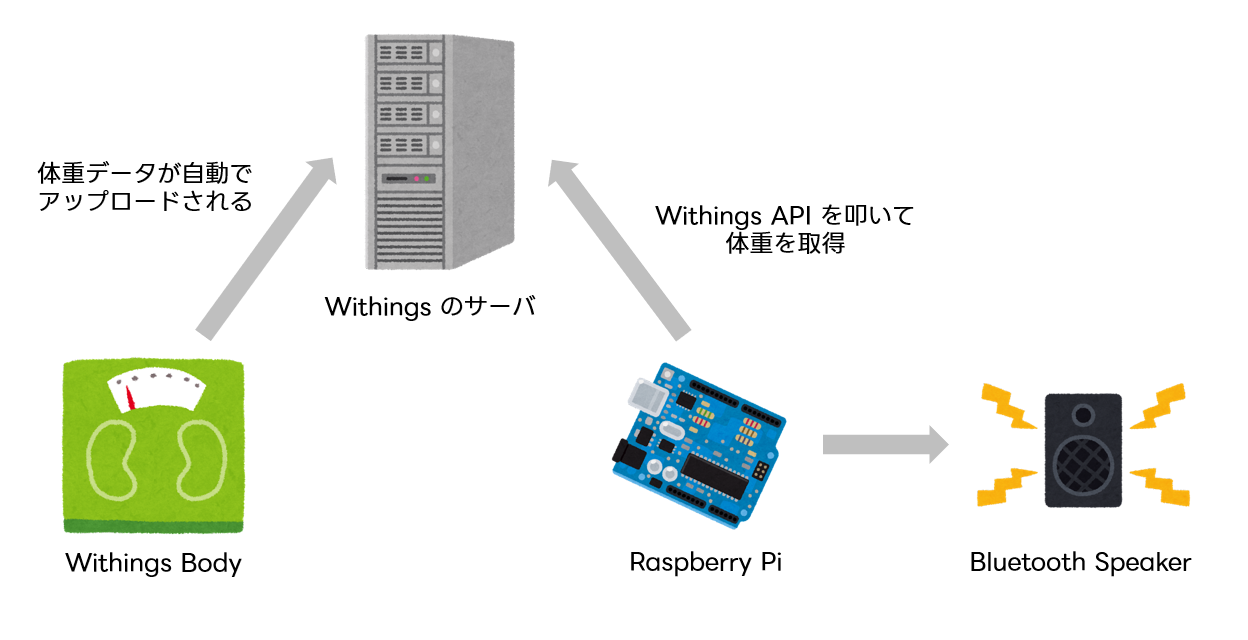 体重データが自動で
アップロードされる
Withings API を叩いて
体重を取得
Withings のサーバ
Withings Body
Raspberry Pi
Bluetooth Speaker